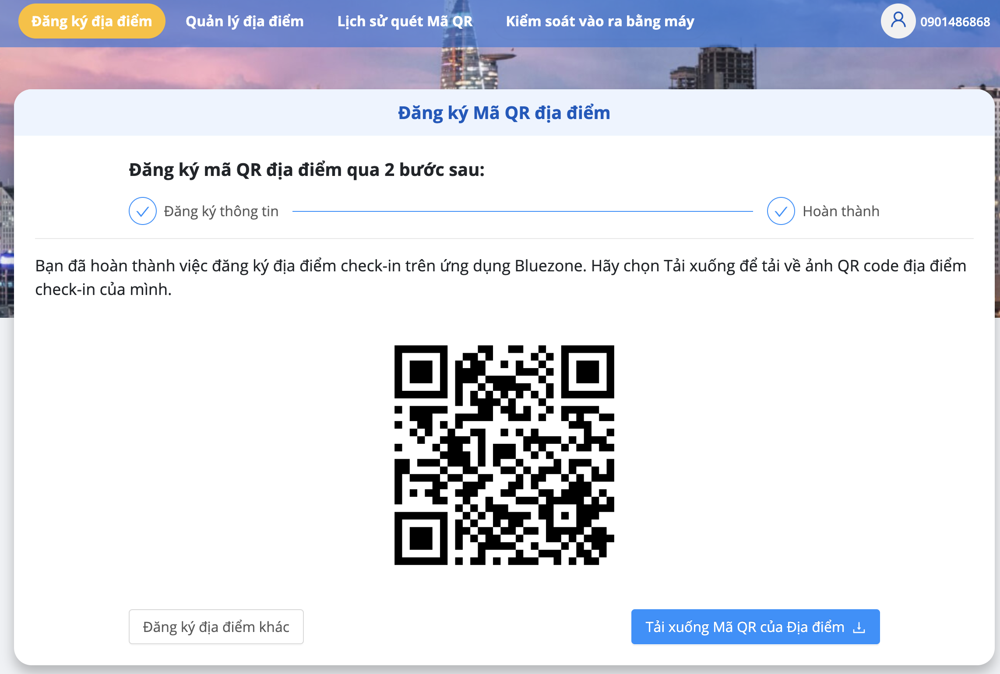 Đăng ký địa điểm
Quản lý địa điểm
Lịch sử quét Mã QR
Kiểm soát vào ra bằng máy
0901486868
Đăng ký Mã QR địa điểm
Đăng ký mã QR địa điểm qua 2 bước sau:
Đăng ký thông tin
Hoàn thành
Bạn đã hoàn thành việc đăng ký địa điểm check-in trên ứng dụng Bluezone. Hãy chọn Tải xuống để tải về ảnh QR code địa điểm
check-in của mình.
Đăng ký địa điểm khác
Tải xuống Mã QR của Địa điểm